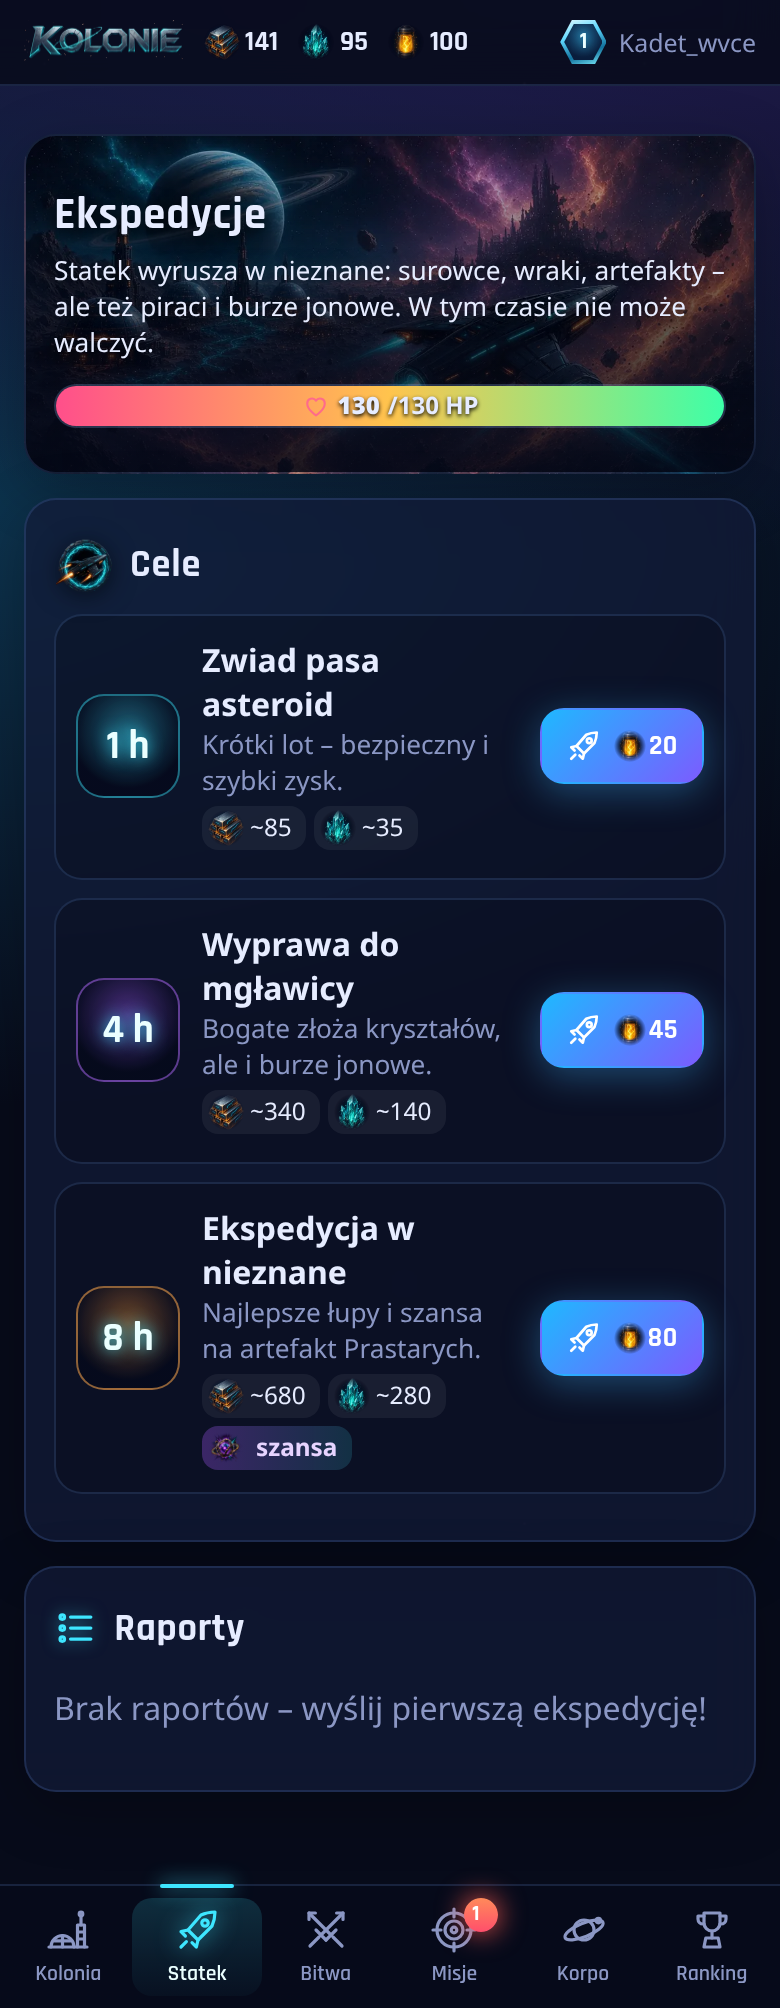 KOLONIE 141 95 100 1 Kadet_wvce
Ekspedycje
Statek wyrusza w nieznane: surowce, wraki, artefakty –
ale też piraci i burze jonowe. W tym czasie nie może
walczyć.
130 /130 HP
Cele
1 h
Zwiad pasa
asteroid
Krótki lot – bezpieczny i
szybki zysk.
~85 ~35
20
4 h
Wyprawa do
mgławicy
Bogate złoża kryształów,
ale i burze jonowe.
~340 ~140
45
8 h
Ekspedycja w
nieznane
Najlepsze łupy i szansa
na artefakt Prastarych.
~680 ~280
szansa
80
Raporty
Brak raportów – wyślij pierwszą ekspedycję!
1
Kolonia Statek Bitwa Misje Korpo Ranking